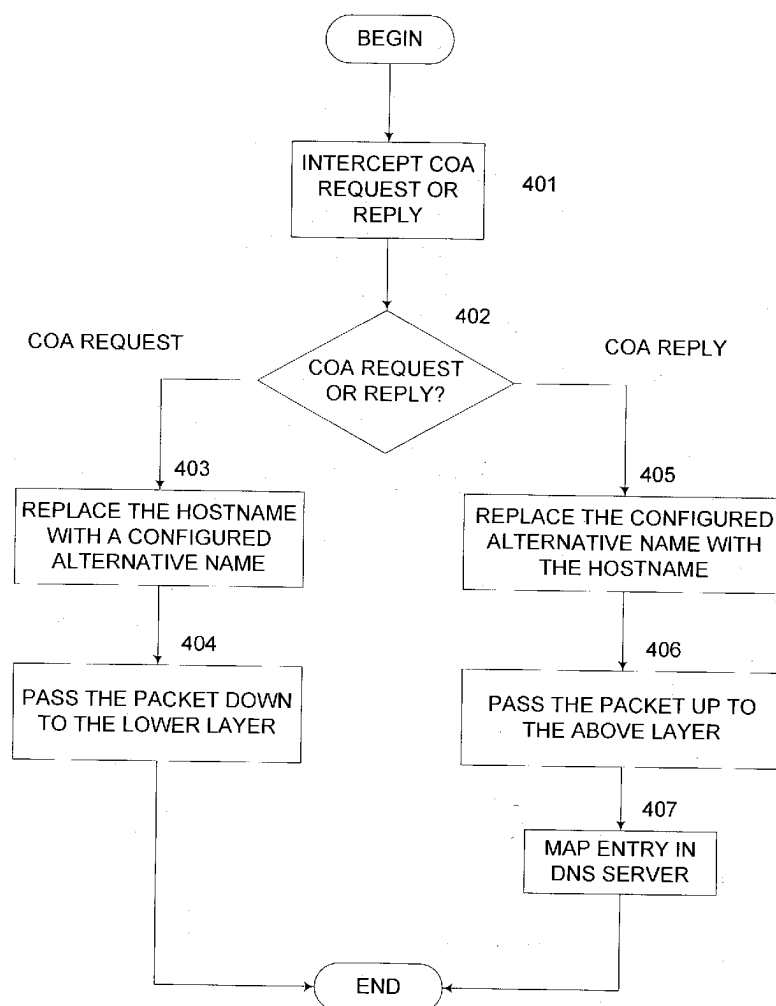 BEGIN
INTERCEPT COA
REQUEST OR
REPLY
401
402
COA REQUEST
COA REPLY
COA REQUEST
OR REPLY?
403
REPLACE THE HOSTNAME
WITH A CONFIGURED
ALTERNATIVE NAME
405
REPLACE THE CONFIGURED
ALTERNATIVE NAME WITH
THE HOSTNAME
404
PASS THE PACKET DOWN
TO THE LOWER LAYER
406
PASS THE PACKET UP TO
THE ABOVE LAYER
407
MAP ENTRY IN
DNS SERVER
END